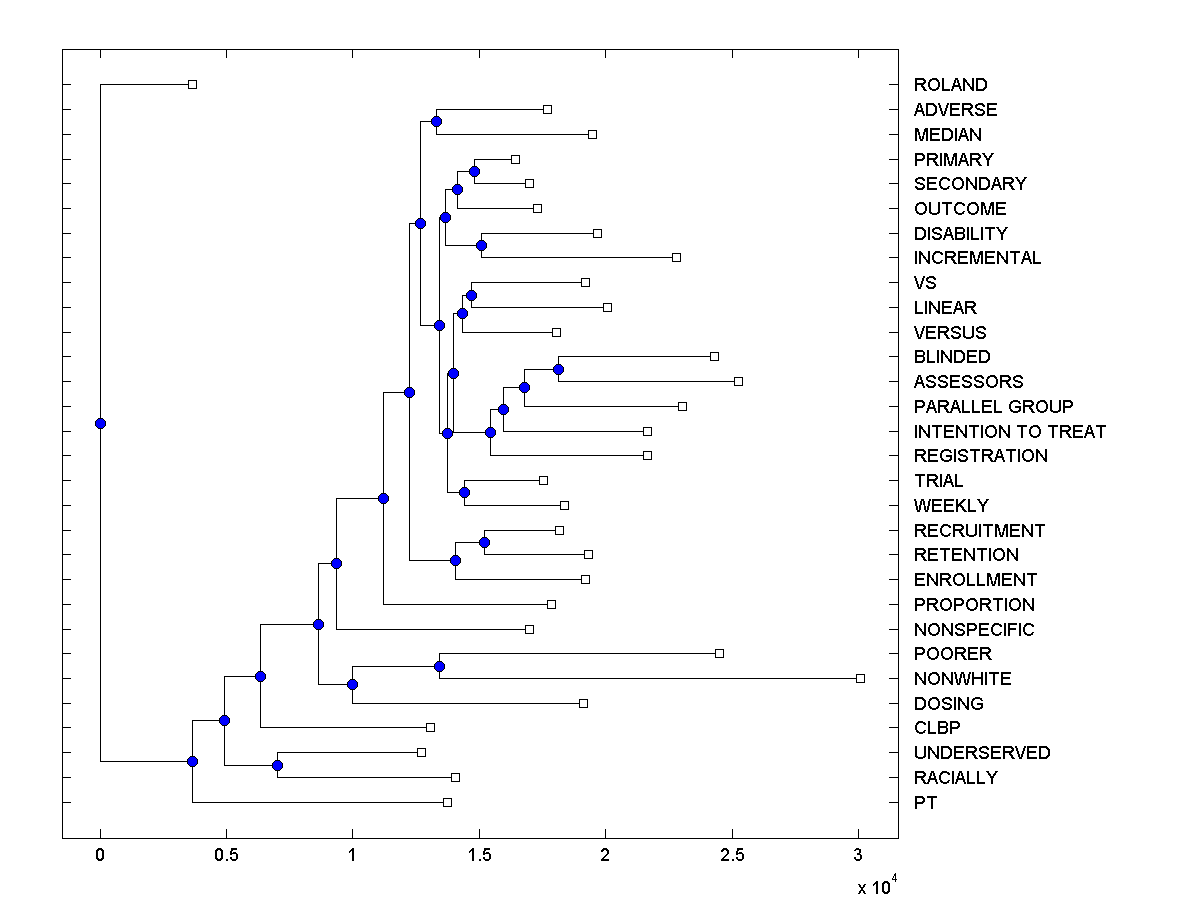 ROLAND
ADVERSE
MEDIAN
PRIMARY
SECONDARY
OUTCOME
DISABILITY
INCREMENTAL
VS
LINEAR
VERSUS
BLINDED
ASSESSORS
PARALLEL GROUP
INTENTION TO TREAT
REGISTRATION
TRIAL
WEEKLY
RECRUITMENT
RETENTION
ENROLLMENT
PROPORTION
NONSPECIFIC
POORER
NONWHITE
DOSING
CLBP
UNDERSERVED
RACIALLY
PT
0 0.5 1 1.5 2 2.5 3
x 10^4